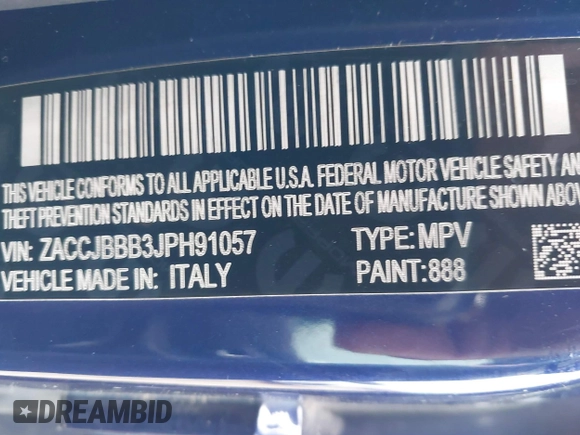 THIS VEHICLE CONFORMS TO ALL APPLICABLE U.S.A. FEDERAL MOTOR VEHICLE SAFETY AN
THEFT PREVENTION STANDARDS IN EFFECT ON THE DATE OF MANUFACTURE SHOWN ABOVE
VIN: ZACCJBBB3JPH91057 TYPE: MPV
VEHICLE MADE IN: ITALY PAINT: 888
DREAMBID